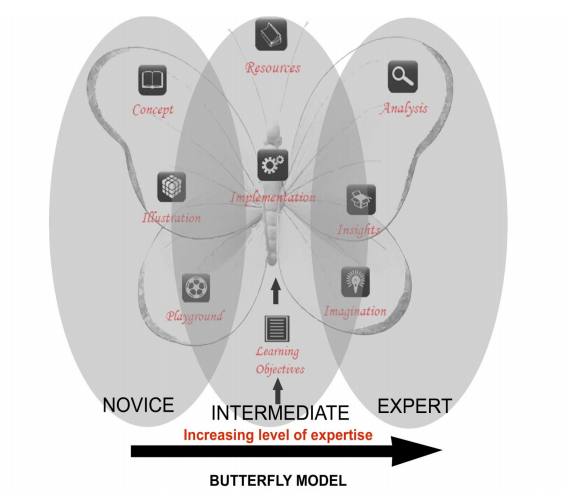 Resources
Concept
Analysis
Implementation
Illustration
Insights
Playground
Imagination
Learning
Objectives
NOVICE
INTERMEDIATE
EXPERT
Increasing level of expertise
BUTTERFLY MODEL